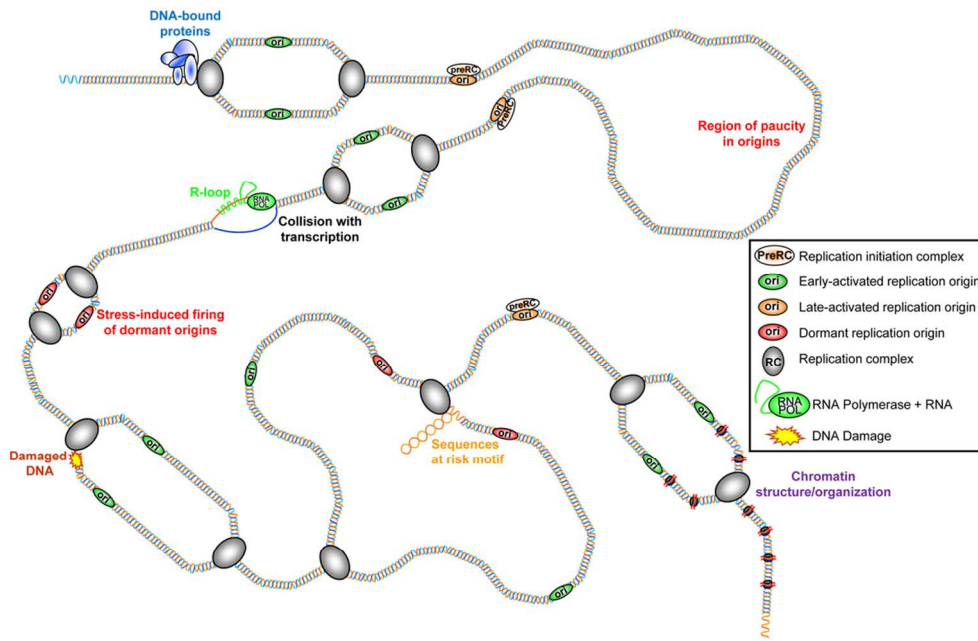 DNA-bound
proteins
ori
ori
preRC
ori
ori
PreRC
Region of paucity
in origins
ori
ori
R-loop
RNA
POL
Collision with
transcription
ori
ori
Stress-induced firing
of dormant origins
preRC
ori
ori
ori
ori
Sequences
at risk motif
ori
ori
Damaged
DNA
ori
ori
ori
Chromatin
structure/organization
ori
PreRC Replication initiation complex
ori Early-activated replication origin
ori Late-activated replication origin
ori Dormant replication origin
RC Replication complex
RNA
POL
RNA Polymerase + RNA
DNA Damage